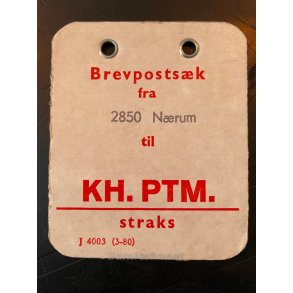 Brevpostsæk
fra
2850 Nærum
til
KH. PTM.
straks
J 4003 (3-80)